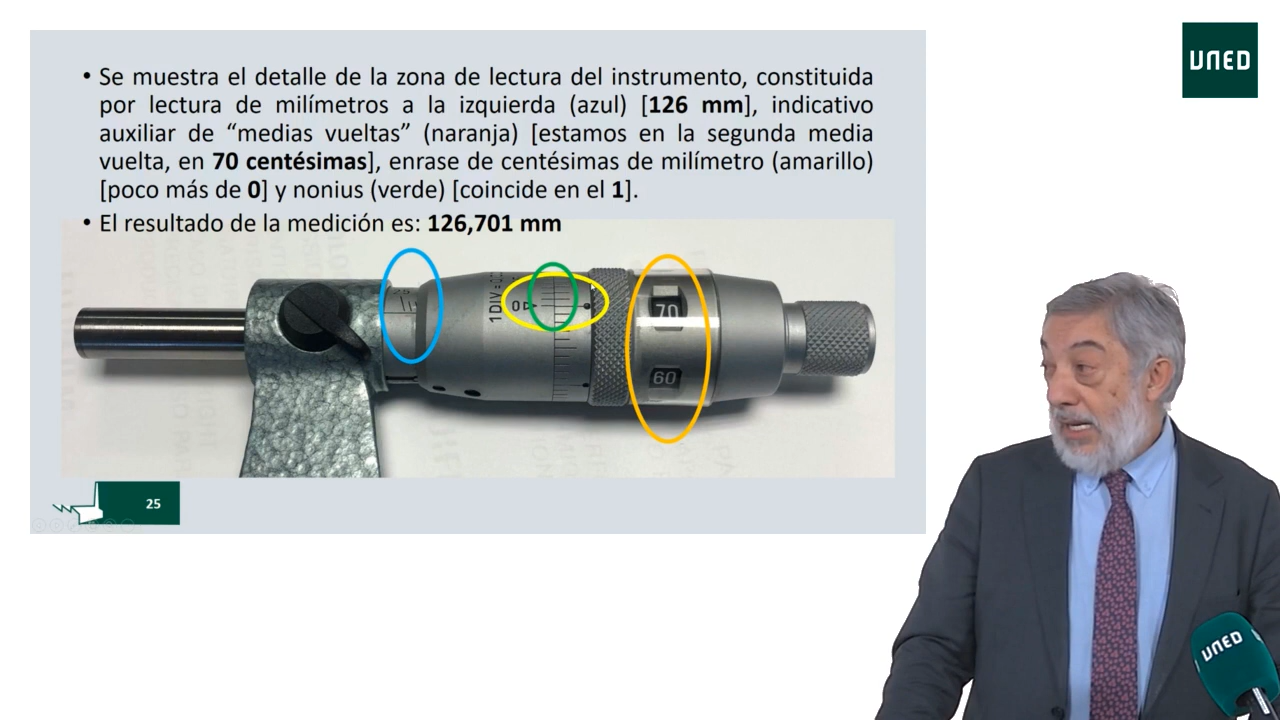 • Se muestra el detalle de la zona de lectura del instrumento, constituida
por lectura de milímetros a la izquierda (azul) [126 mm], indicativo
auxiliar de “medias vueltas” (naranja) [estamos en la segunda media
vuelta, en 70 centésimas], enrase de centésimas de milímetro (amarillo)
[poco más de 0] y nonius (verde) [coincide en el 1].
• El resultado de la medición es: 126,701 mm
1DIV
0
70
60
25
UNED
UNED